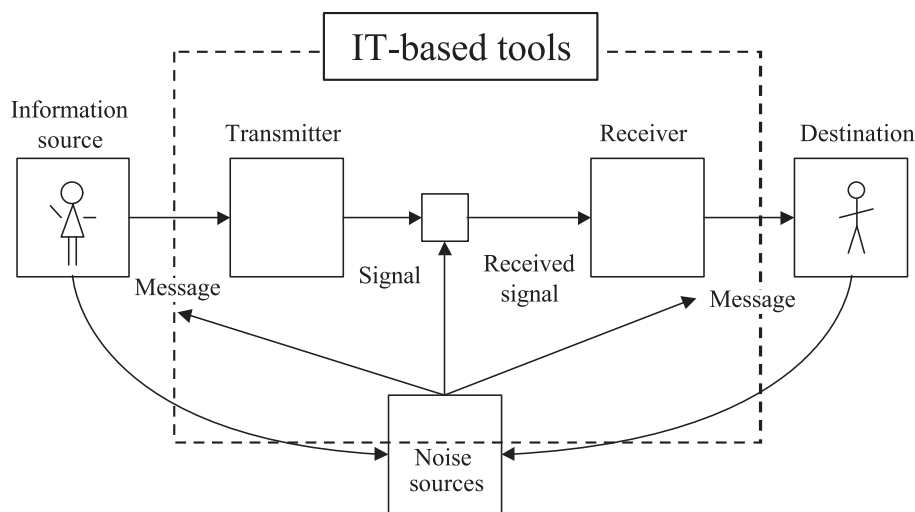 IT-based tools
Information
source
Transmitter
Receiver
Destination
Message
Signal
Received
signal
Message
Noise
sources